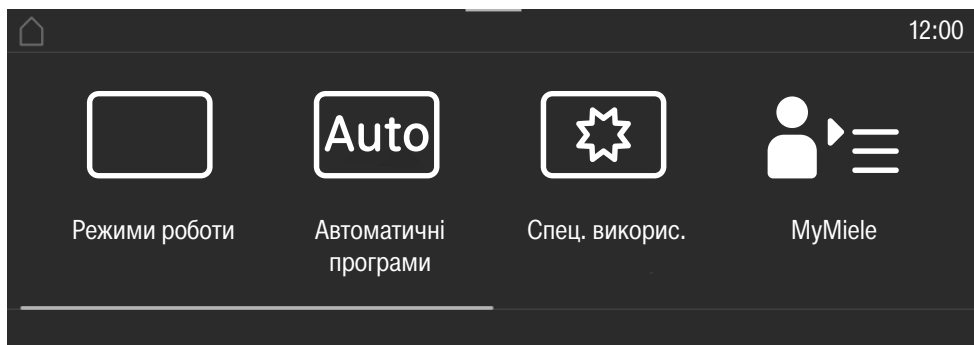 12:00
Auto
Режими роботи
Автоматичні
програми
Спец. викорис.
MyMiele